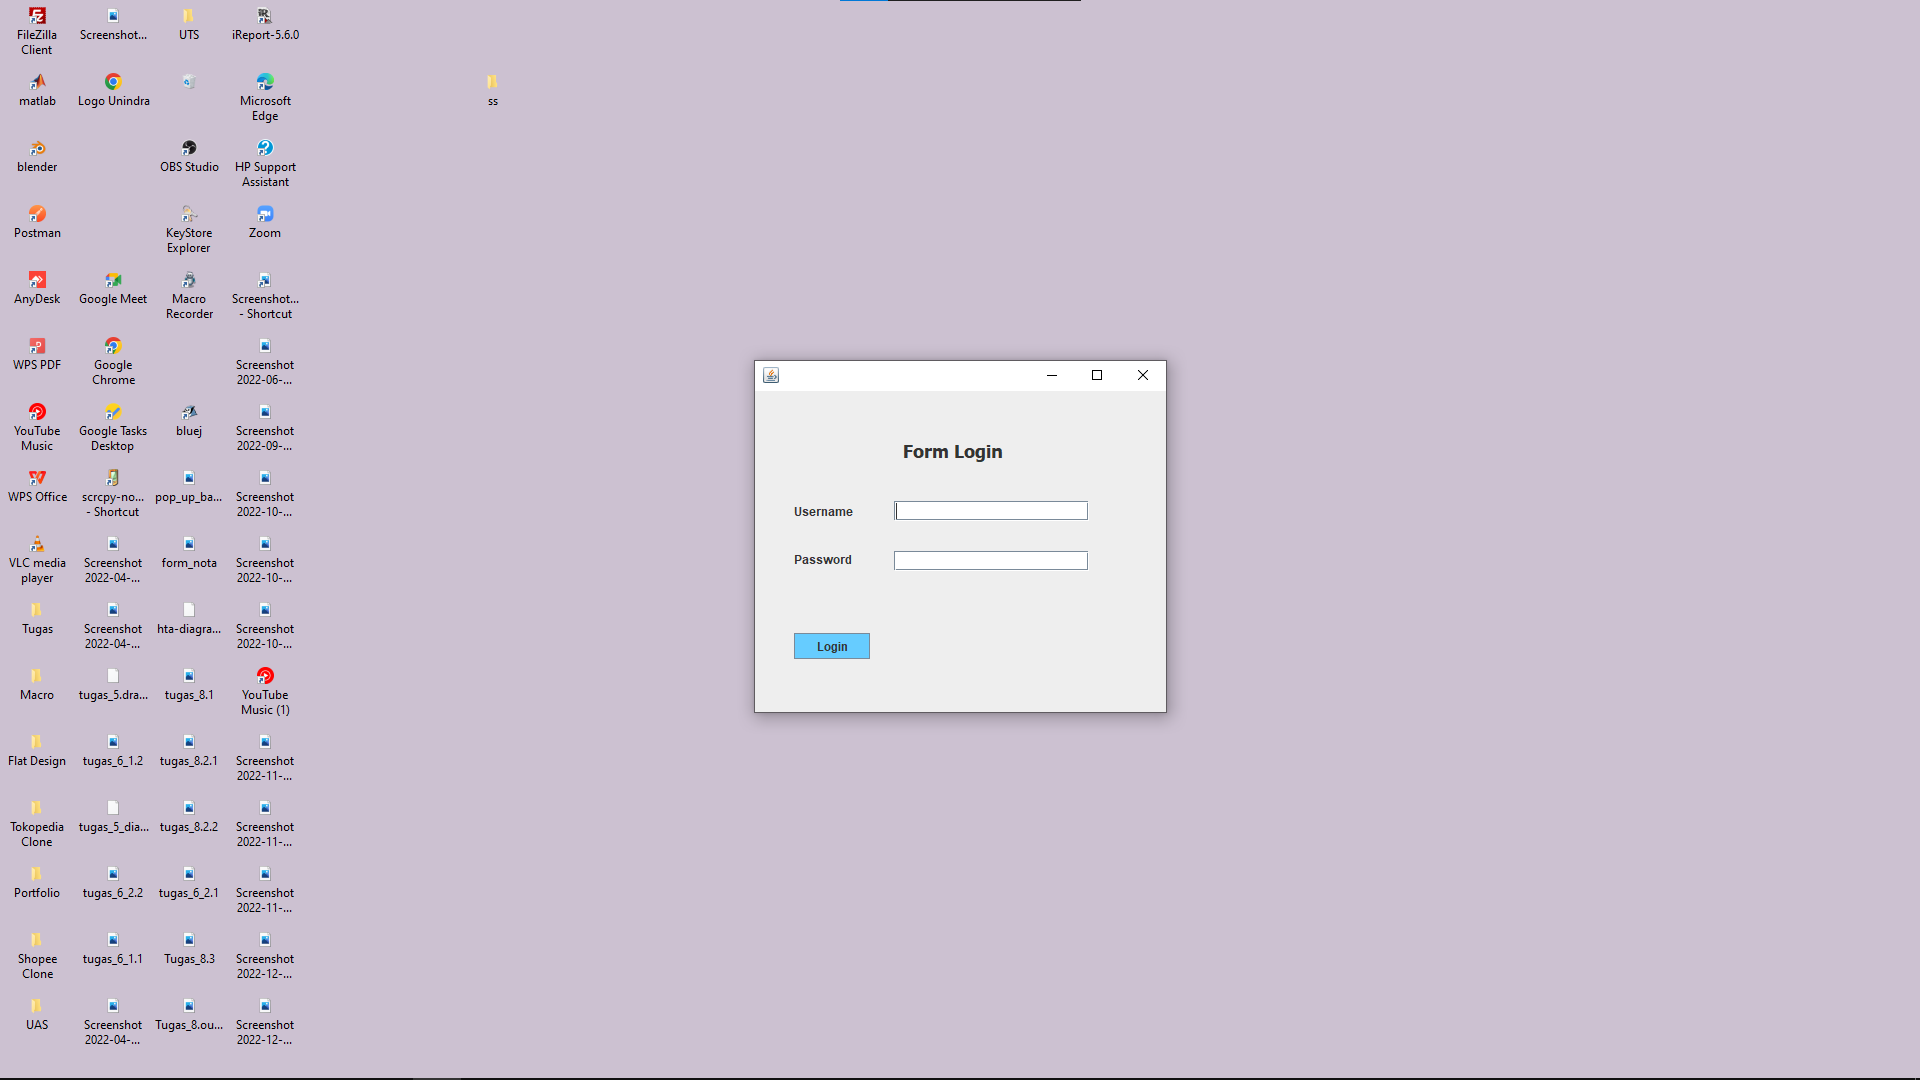 FileZilla
Client
Screenshot...
UTS
iReport-5.6.0
matlab
Logo Unindra
Microsoft
Edge
ss
blender
OBS Studio
HP Support
Assistant
Postman
KeyStore
Explorer
Zoom
AnyDesk
Google Meet
Macro
Recorder
Screenshot...
- Shortcut
WPS PDF
Google
Chrome
Screenshot
2022-06-...
YouTube
Music
Google Tasks
Desktop
bluej
Screenshot
2022-09-...
WPS Office
scrcpy-no...
- Shortcut
pop_up_ba...
Screenshot
2022-10-...
VLC media
player
Screenshot
2022-04-...
form_nota
Screenshot
2022-10-...
Tugas
Screenshot
2022-04-...
hta-diagra...
Screenshot
2022-10-...
Macro
tugas_5.dra...
tugas_8.1
YouTube
Music (1)
Flat Design
tugas_6_1.2
tugas_8.2.1
Screenshot
2022-11-...
Tokopedia
Clone
tugas_5_dia...
tugas_8.2.2
Screenshot
2022-11-...
Portfolio
tugas_6_2.2
tugas_6_2.1
Screenshot
2022-11-...
Shopee
Clone
tugas_6_1.1
Tugas_8.3
Screenshot
2022-12-...
UAS
Screenshot
2022-04-...
Tugas_8.ou...
Screenshot
2022-12-...
Form Login
Username
Password
Login